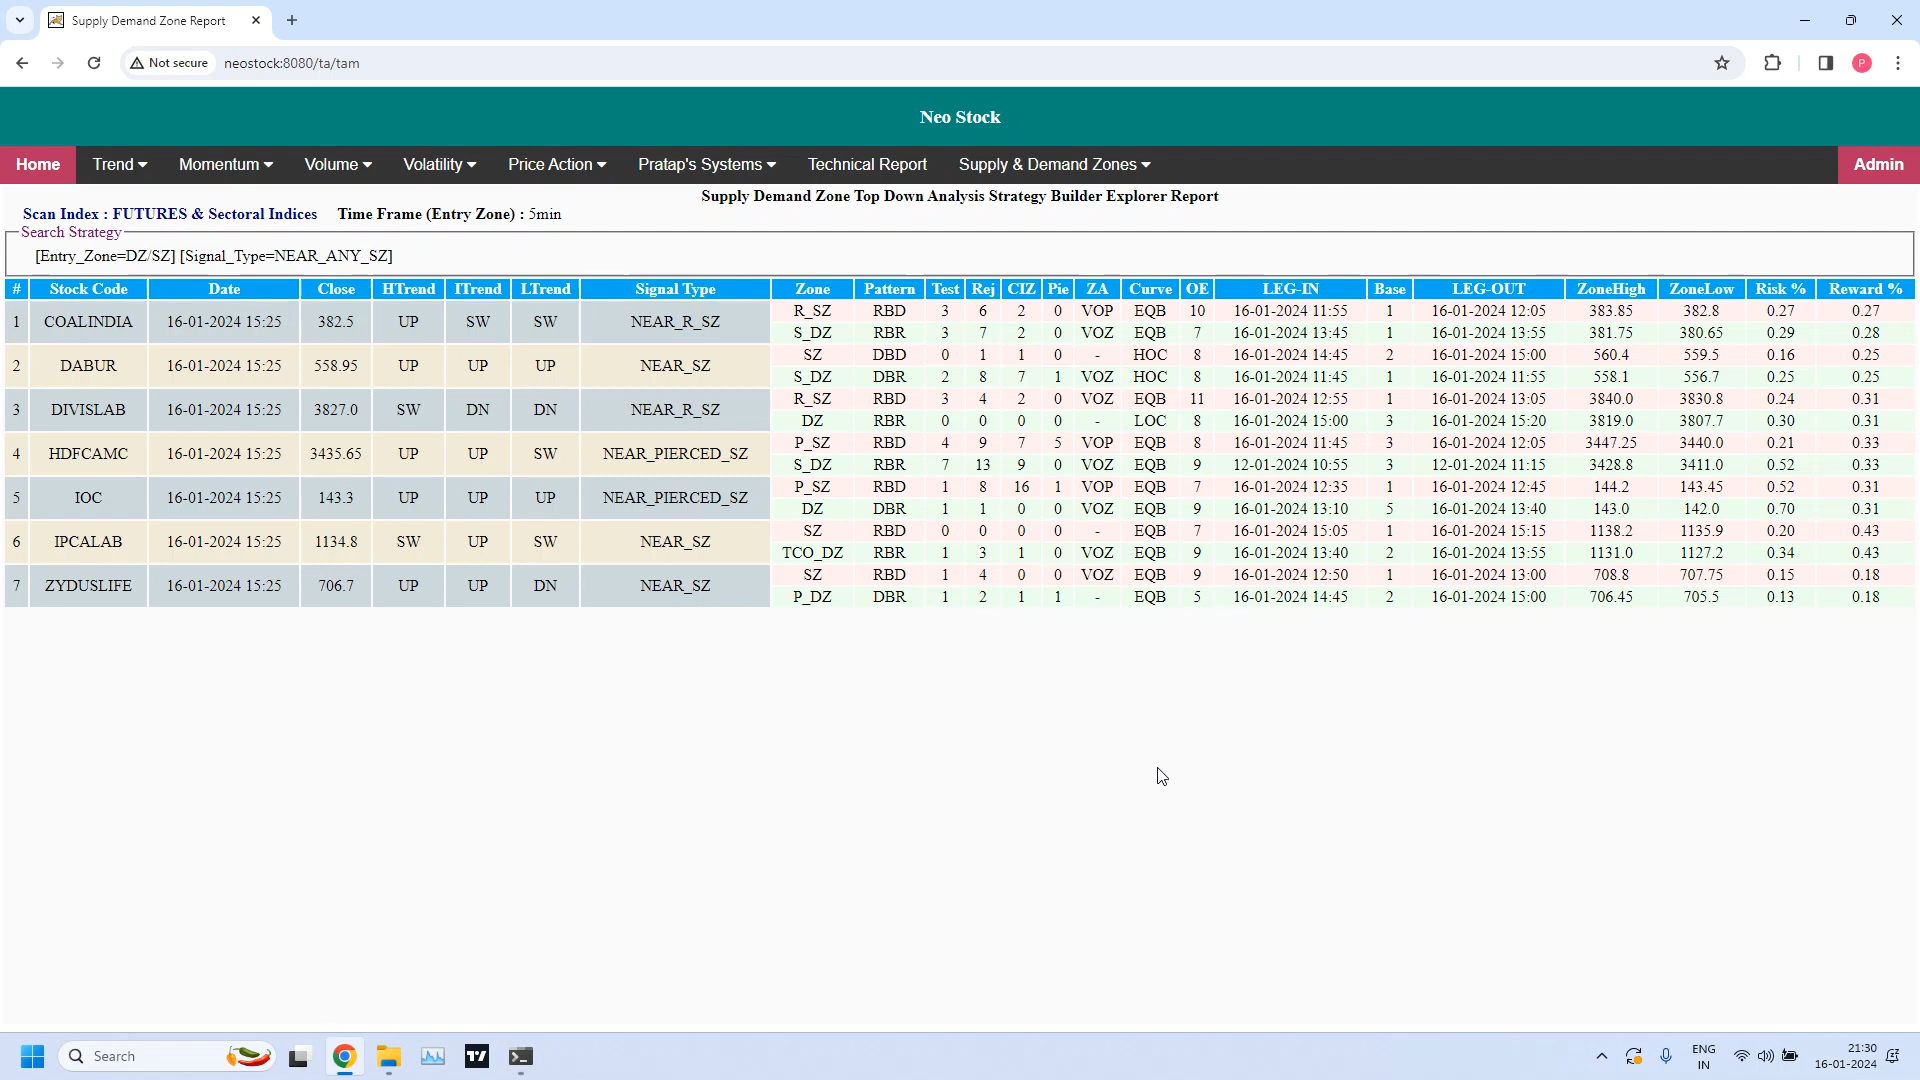 Supply Demand Zone Report
Not secure neostock:8080/ta/tam
P
Neo Stock
Home Trend Momentum Volume Volatility Price Action Pratap's Systems Technical Report Supply & Demand Zones Admin
Supply Demand Zone Top Down Analysis Strategy Builder Explorer Report
Scan Index : FUTURES & Sectoral Indices Time Frame (Entry Zone) : 5min
Search Strategy
[Entry_Zone=DZ/SZ] [Signal_Type=NEAR_ANY_SZ]
# Stock Code Date Close HTrend ITrend LTrend Signal Type Zone Pattern Test Rej CIZ Pie ZA Curve OE LEG-IN Base LEG-OUT ZoneHigh ZoneLow Risk % Reward %
1 COALINDIA 16-01-2024 15:25 382.5 UP SW SW NEAR_R_SZ R_SZ RBD 3 6 2 0 VOP EQB 10 16-01-2024 11:55 1 16-01-2024 12:05 383.85 382.8 0.27 0.27
S_DZ RBR 3 7 2 0 VOZ EQB 7 16-01-2024 13:45 1 16-01-2024 13:55 381.75 380.65 0.29 0.28
2 DABUR 16-01-2024 15:25 558.95 UP UP UP NEAR_SZ SZ DBD 0 1 1 0 - HOC 8 16-01-2024 14:45 2 16-01-2024 15:00 560.4 559.5 0.16 0.25
S_DZ DBR 2 8 7 1 VOZ HOC 8 16-01-2024 11:45 1 16-01-2024 11:55 558.1 556.7 0.25 0.25
3 DIVISLAB 16-01-2024 15:25 3827.0 SW DN DN NEAR_R_SZ R_SZ RBD 3 4 2 0 VOZ EQB 11 16-01-2024 12:55 1 16-01-2024 13:05 3840.0 3830.8 0.24 0.31
DZ RBR 0 0 0 0 - LOC 8 16-01-2024 15:00 3 16-01-2024 15:20 3819.0 3807.7 0.30 0.31
4 HDFCAMC 16-01-2024 15:25 3435.65 UP UP SW NEAR_PIERCED_SZ P_SZ RBD 4 9 7 5 VOP EQB 8 16-01-2024 11:45 3 16-01-2024 12:05 3447.25 3440.0 0.21 0.33
S_DZ RBR 7 13 9 0 VOZ EQB 9 12-01-2024 10:55 3 12-01-2024 11:15 3428.8 3411.0 0.52 0.33
5 IOC 16-01-2024 15:25 143.3 UP UP UP NEAR_PIERCED_SZ P_SZ RBD 1 8 16 1 VOP EQB 7 16-01-2024 12:35 1 16-01-2024 12:45 144.2 143.45 0.52 0.31
DZ DBR 1 1 0 0 VOZ EQB 9 16-01-2024 13:10 5 16-01-2024 13:40 143.0 142.0 0.70 0.31
6 IPCALAB 16-01-2024 15:25 1134.8 SW UP SW NEAR_SZ SZ RBD 0 0 0 0 - EQB 7 16-01-2024 15:05 1 16-01-2024 15:15 1138.2 1135.9 0.20 0.43
TCO_DZ RBR 1 3 1 0 VOZ EQB 9 16-01-2024 13:40 2 16-01-2024 13:55 1131.0 1127.2 0.34 0.43
7 ZYDUSLIFE 16-01-2024 15:25 706.7 UP UP DN NEAR_SZ SZ RBD 1 4 0 0 VOZ EQB 9 16-01-2024 12:50 1 16-01-2024 13:00 708.8 707.75 0.15 0.18
P_DZ DBR 1 2 1 1 - EQB 5 16-01-2024 14:45 2 16-01-2024 15:00 706.45 705.5 0.13 0.18
Search
ENG
IN
21:30
16-01-2024